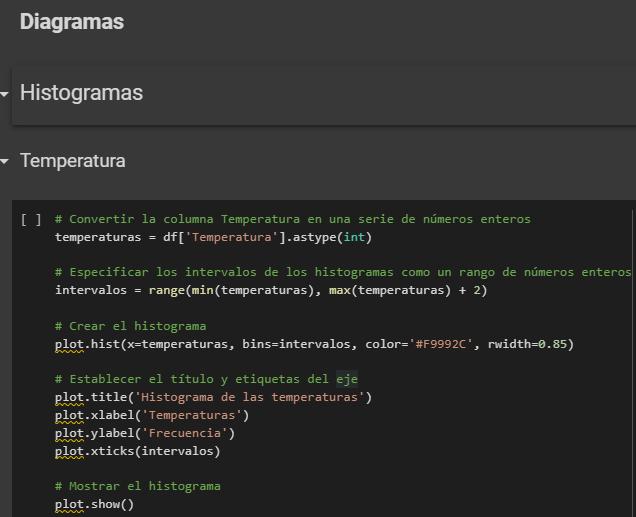 Diagramas
Histogramas
Temperatura
[ ] # Convertir la columna Temperatura en una serie de números enteros
temperaturas = df['Temperatura'].astype(int)
# Especificar los intervalos de los histogramas como un rango de números enteros
intervalos = range(min(temperaturas), max(temperaturas) + 2)
# Crear el histograma
plot.hist(x=temperaturas, bins=intervalos, color='#F9992C', rwidth=0.85)
# Establecer el título y etiquetas del eje
plot.title('Histograma de las temperaturas')
plot.xlabel('Temperaturas')
plot.ylabel('Frecuencia')
plot.xticks(intervalos)
# Mostrar el histograma
plot.show()